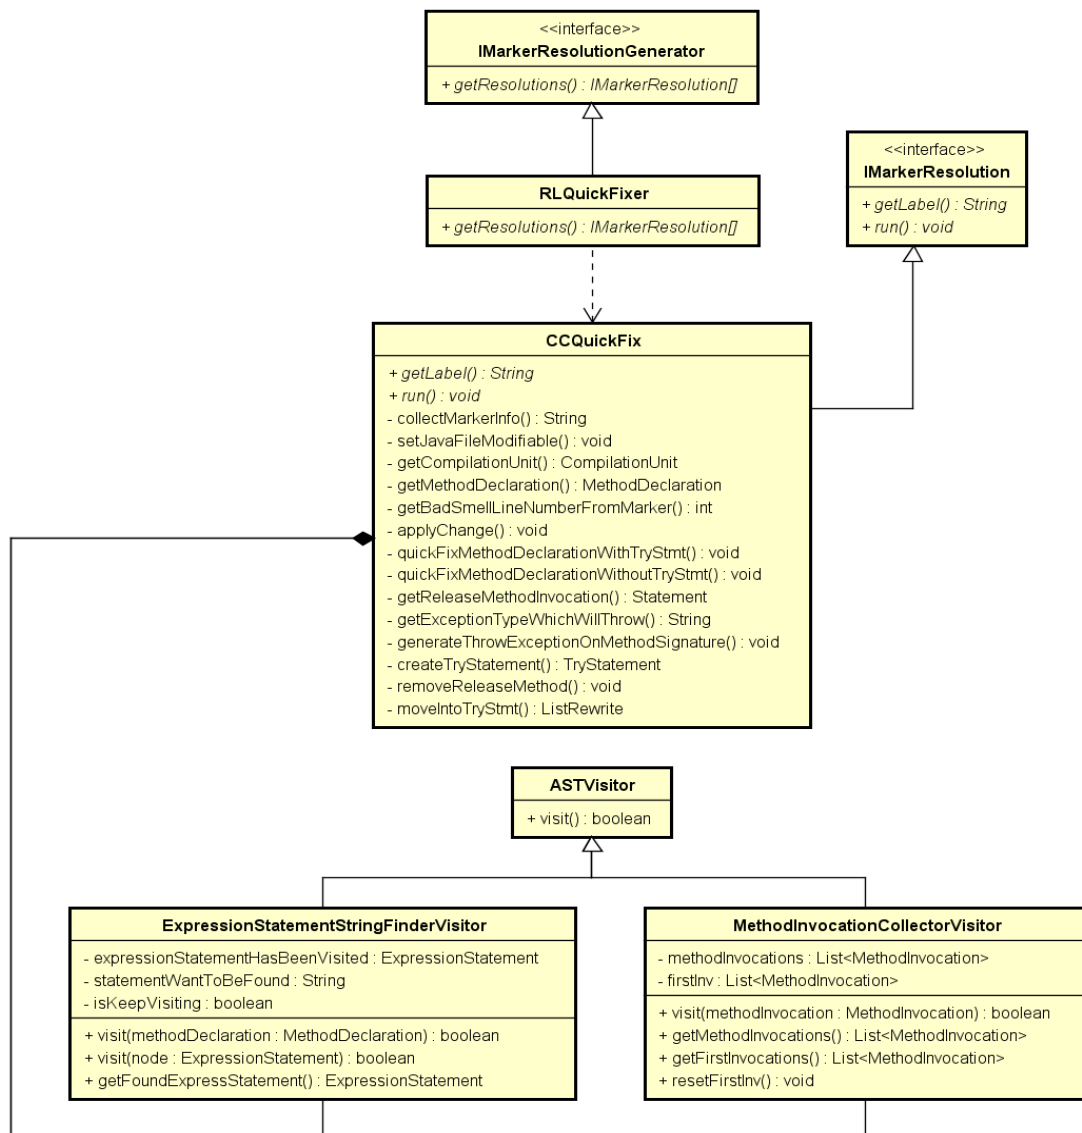 <<interface>>
IMarkerResolutionGenerator
+ getResolutions() : IMarkerResolution[]
<<interface>>
IMarkerResolution
+ getLabel() : String
+ run() : void
RLQuickFixer
+ getResolutions() : IMarkerResolution[]
CCQuickFix
+ getLabel() : String
+ run() : void
- collectMarkerInfo() : String
- setJavaFileModifiable() : void
- getCompilationUnit() : CompilationUnit
- getMethodDeclaration() : MethodDeclaration
- getBadSmellLineNumberFromMarker() : int
- applyChange() : void
- quickFixMethodDeclarationWithTryStmt() : void
- quickFixMethodDeclarationWithoutTryStmt() : void
- getReleaseMethodInvocation() : Statement
- getExceptionTypeWhichWillThrow() : String
- generateThrowExceptionOnMethodSignature() : void
- createTryStatement() : TryStatement
- removeReleaseMethod() : void
- moveIntoTryStmt() : ListRewrite
ASTVisitor
+ visit() : boolean
ExpressionStatementStringFinderVisitor
- expressionStatementHasBeenVisited : ExpressionStatement
- statementWantToBeFound : String
- isKeepVisiting : boolean
+ visit(methodDeclaration : MethodDeclaration) : boolean
+ visit(node : ExpressionStatement) : boolean
+ getFoundExpressStatement() : ExpressionStatement
MethodInvocationCollectorVisitor
- methodInvocations : List<MethodInvocation>
- firstInv : List<MethodInvocation>
+ visit(methodInvocation : MethodInvocation) : boolean
+ getMethodInvocations() : List<MethodInvocation>
+ getFirstInvocations() : List<MethodInvocation>
+ resetFirstInv() : void